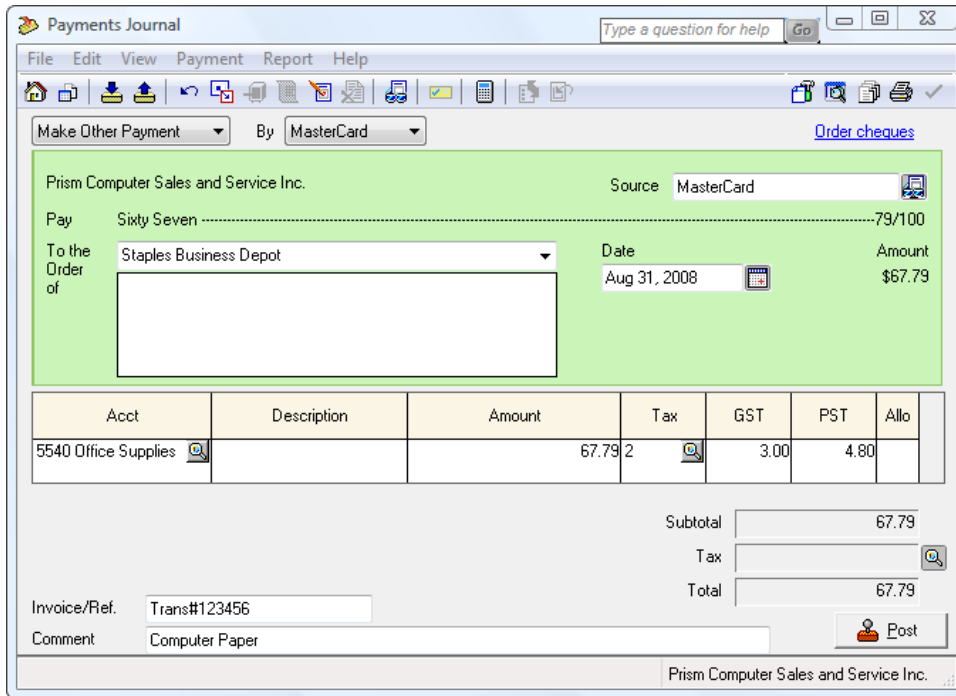 Payments Journal
Type a question for help Go
File Edit View Payment Report Help
Make Other Payment By MasterCard Order cheques
Prism Computer Sales and Service Inc. Source MasterCard
Pay Sixty Seven ---------- 79/100
To the Order of Staples Business Depot Date Amount
Aug 31, 2008 $67.79
Acct Description Amount Tax GST PST Allo
5540 Office Supplies 67.79 2 3.00 4.80
Subtotal 67.79
Tax
Total 67.79
Invoice/Ref. Trans#123456
Comment Computer Paper Post
Prism Computer Sales and Service Inc.